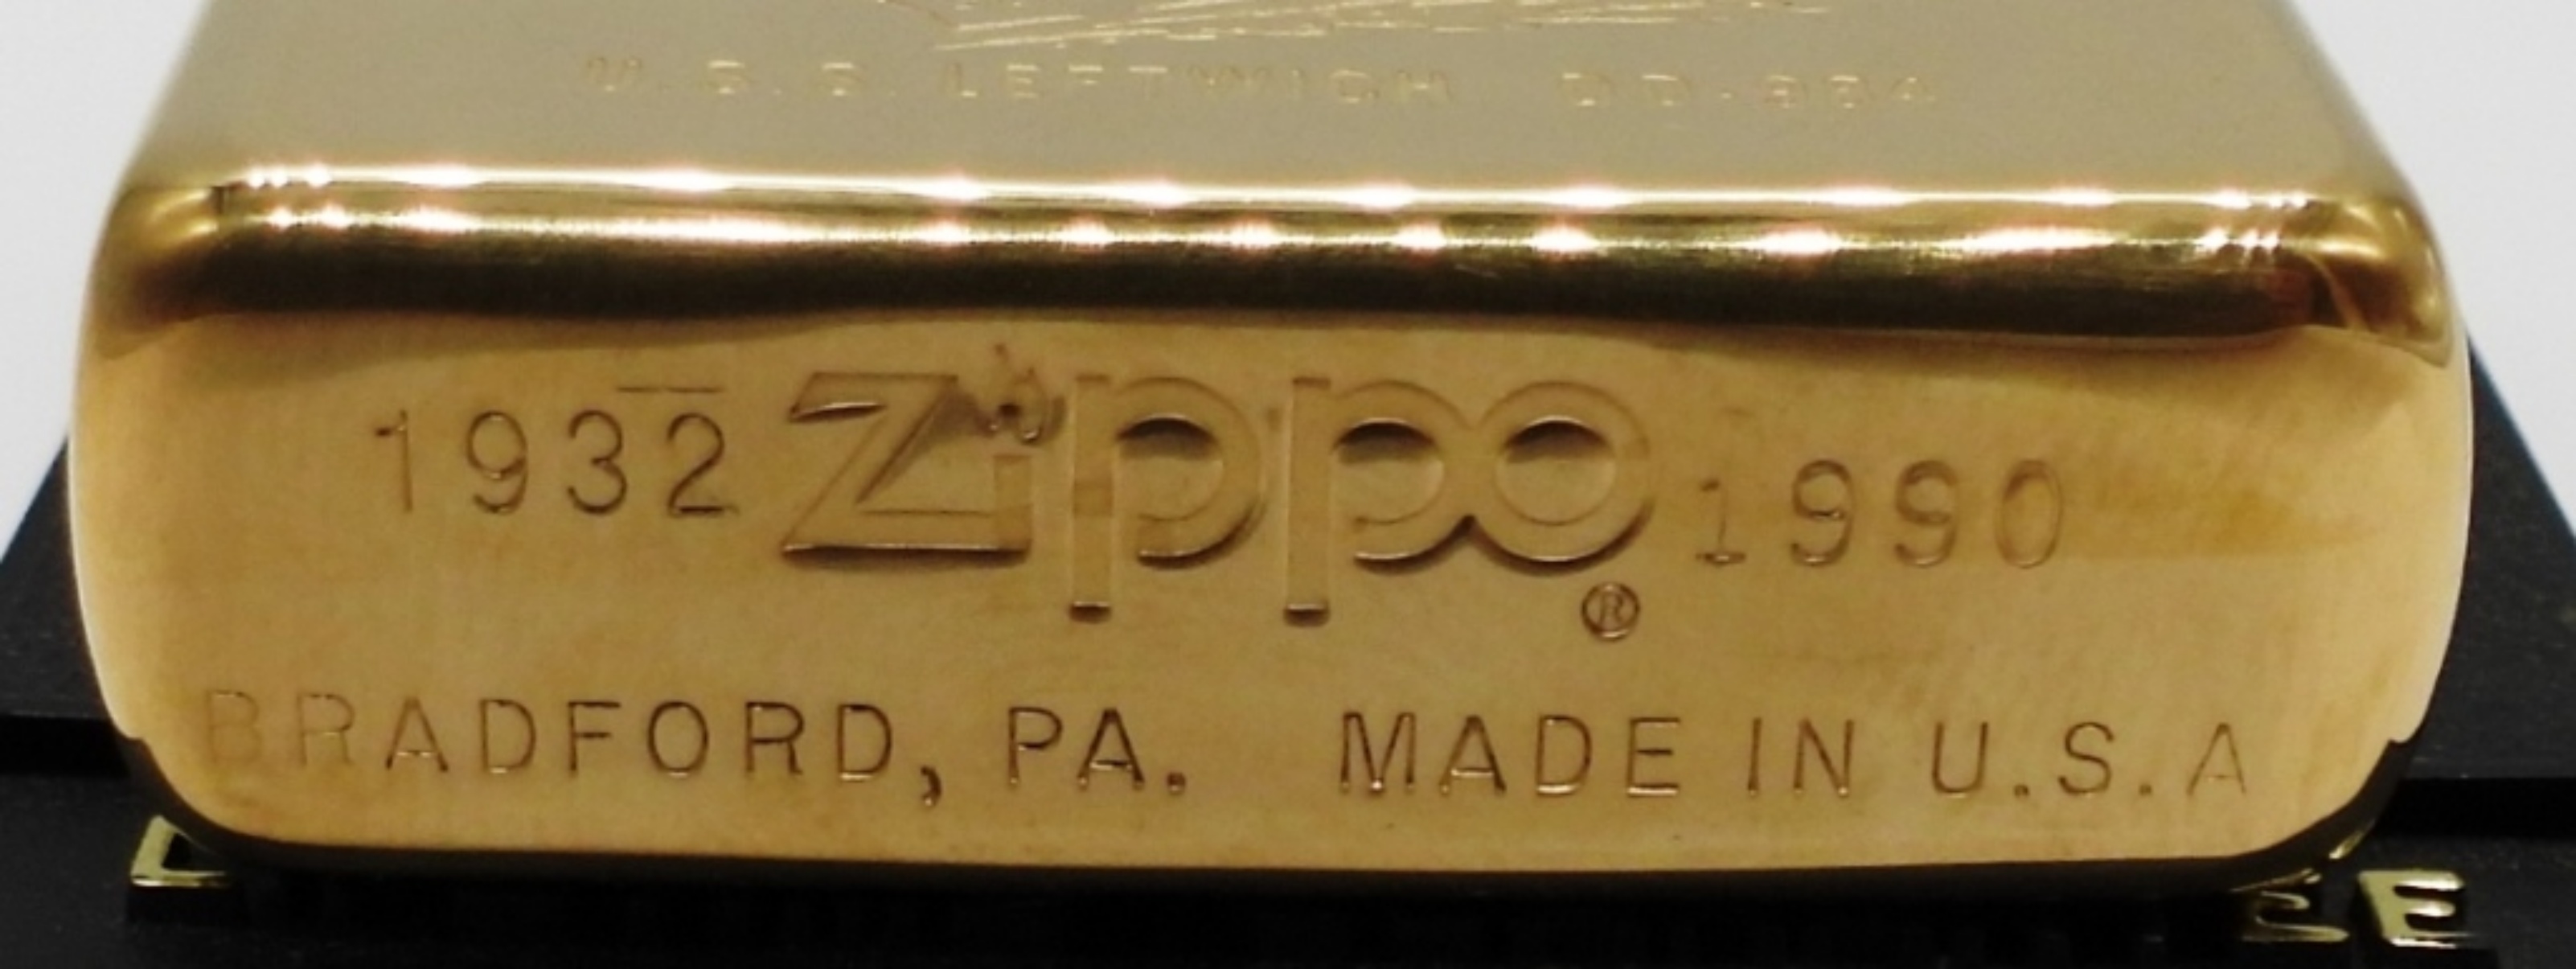 U.S.S. LEFTWICH DD-984
1932 Zippo® 1990
BRADFORD, PA. MADE IN U.S.A